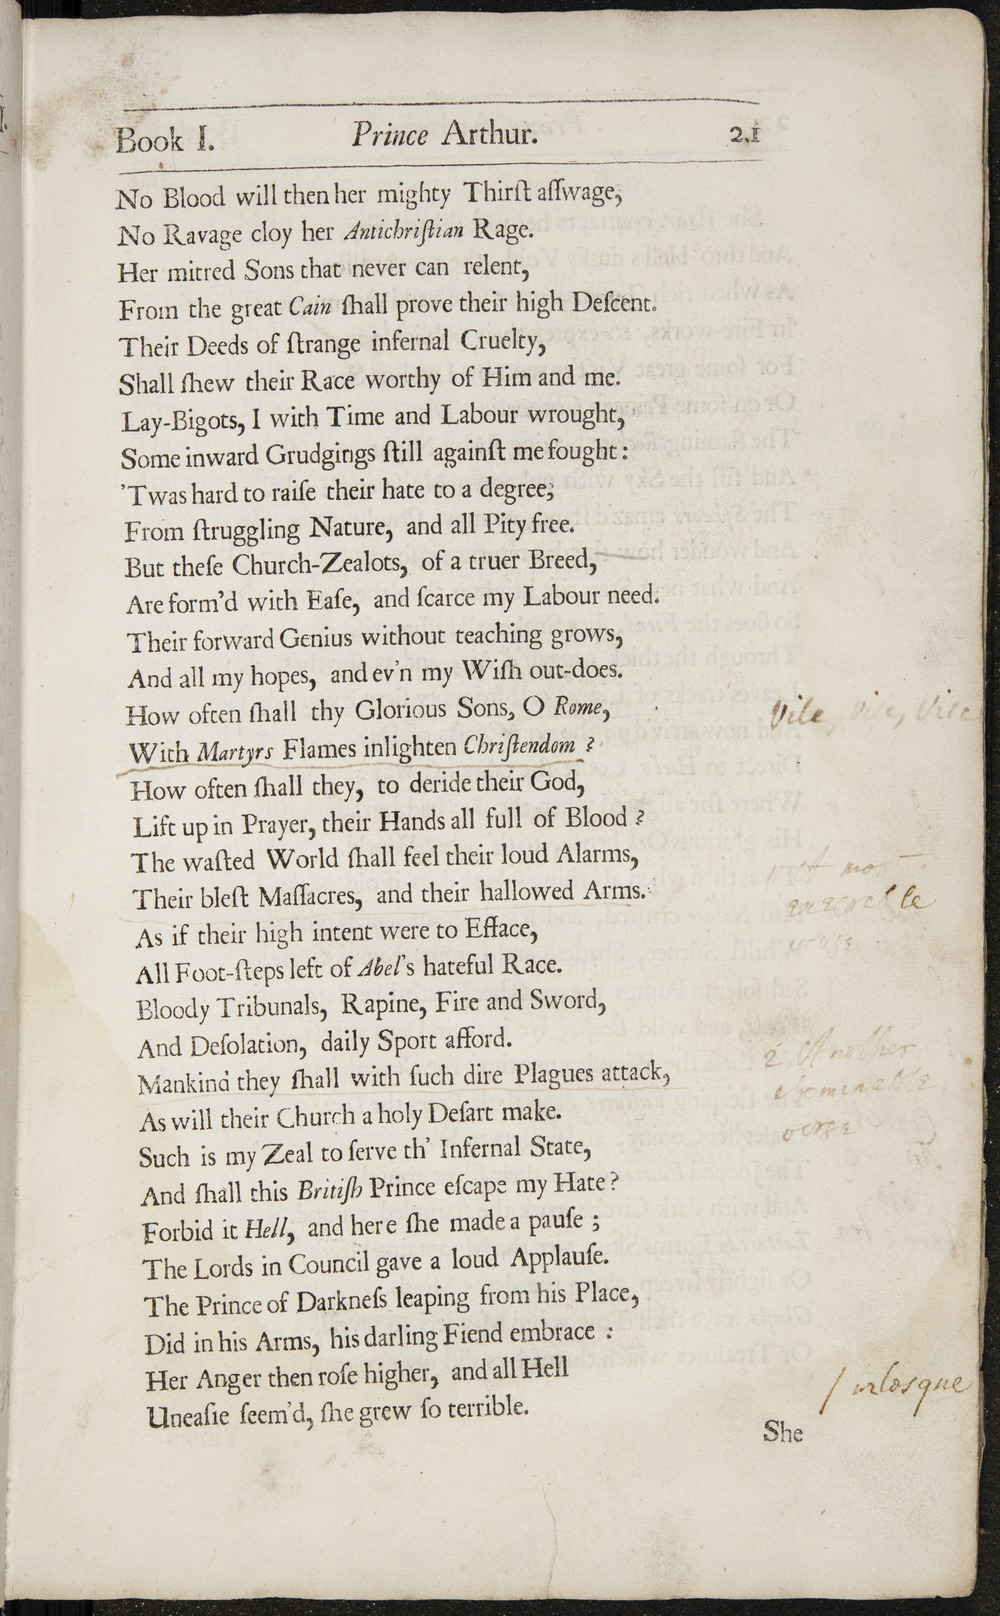 Book I. Prince Arthur. 21
No Blood will then her mighty Thirſt aſſwage,
No Ravage cloy her Antichriſtian Rage.
Her mitred Sons that never can relent,
From the great Cain ſhall prove their high Deſcent.
Their Deeds of ſtrange infernal Cruelty,
Shall ſhew their Race worthy of Him and me.
Lay-Bigots, I with Time and Labour wrought,
Some inward Grudgings ſtill againſt me fought:
'Twas hard to raiſe their hate to a degree,
From ſtruggling Nature, and all Pity free.
But theſe Church-Zealots, of a truer Breed,
Are form'd with Eaſe, and ſcarce my Labour need.
Their forward Genius without teaching grows,
And all my hopes, and ev'n my Wiſh out-does.
How often ſhall thy Glorious Sons, O Rome,
Vile, vile, vile
With Martyrs Flames inlighten Chriſtendom ?
How often ſhall they, to deride their God,
Lift up in Prayer, their Hands all full of Blood ?
The waſted World ſhall feel their loud Alarms,
1 A most
Their bleſt Maſſacres, and their hallowed Arms.
execrable
As if their high intent were to Efface,
verse
All Foot-ſteps left of Abel's hateful Race.
Bloody Tribunals, Rapine, Fire and Sword,
And Deſolation, daily Sport afford.
2 Another
Mankind they ſhall with ſuch dire Plagues attack,
abominable
As will their Church a holy Deſart make.
verse
Such is my Zeal to ſerve th' Infernal State,
And ſhall this Britiſh Prince eſcape my Hate?
Forbid it Hell, and here ſhe made a pauſe ;
The Lords in Council gave a loud Applauſe.
The Prince of Darkneſs leaping from his Place,
Did in his Arms, his darling Fiend embrace :
Her Anger then roſe higher, and all Hell
Uneaſie ſeem'd, ſhe grew ſo terrible.
She